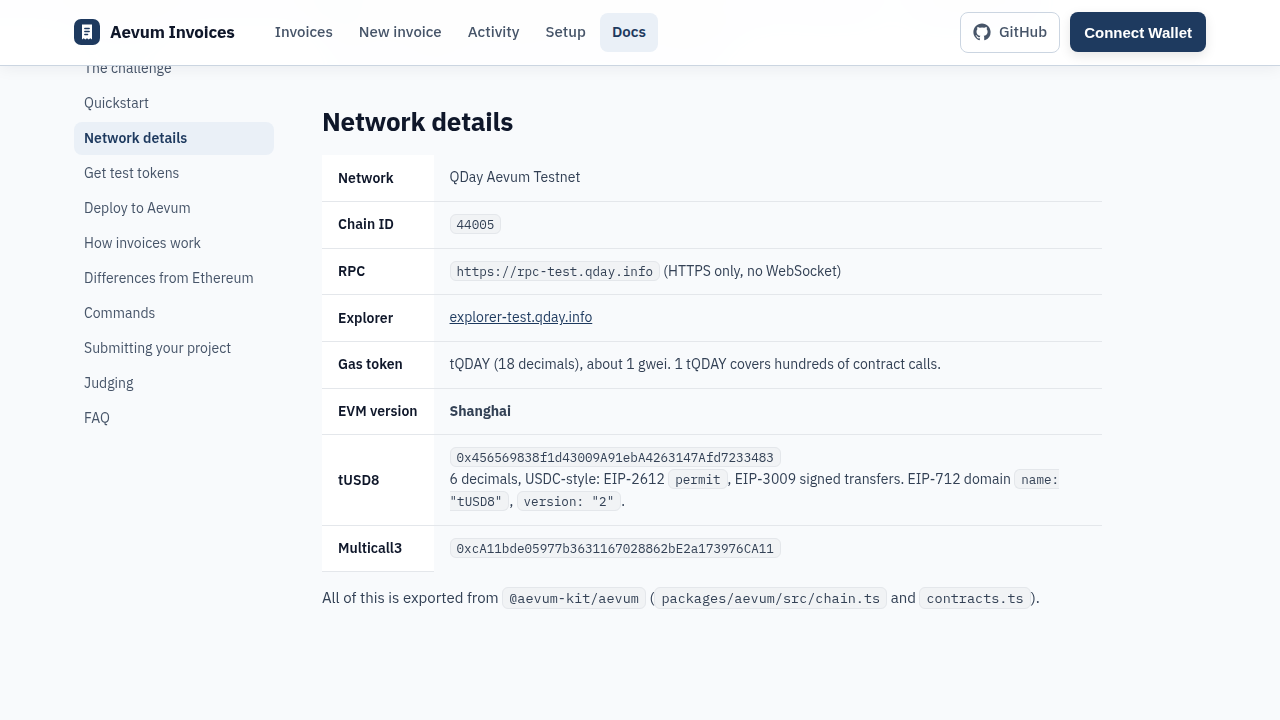 Aevum Invoices
Invoices
New invoice
Activity
Setup
Docs
GitHub
Connect Wallet
The challenge
Quickstart
Network details
Get test tokens
Deploy to Aevum
How invoices work
Differences from Ethereum
Commands
Submitting your project
Judging
FAQ
Network details
Network QDay Aevum Testnet
Chain ID 44005
RPC https://rpc-test.qday.info (HTTPS only, no WebSocket)
Explorer explorer-test.qday.info
Gas token tQDAY (18 decimals), about 1 gwei. 1 tQDAY covers hundreds of contract calls.
EVM version Shanghai
tUSD8
0x456569838f1d43009A91ebA4263147Afd7233483
6 decimals, USDC-style: EIP-2612 permit, EIP-3009 signed transfers. EIP-712 domain name:
"tUSD8", version: "2".
Multicall3 0xcA11bde05977b3631167028862bE2a173976CA11
All of this is exported from @aevum-kit/aevum (packages/aevum/src/chain.ts and contracts.ts).